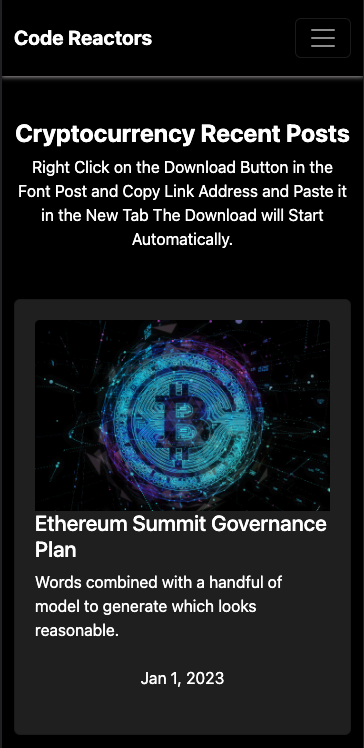 Code Reactors
Cryptocurrency Recent Posts
Right Click on the Download Button in the
Font Post and Copy Link Address and Paste it
in the New Tab The Download will Start
Automatically.
Ethereum Summit Governance
Plan
Words combined with a handful of
model to generate which looks
reasonable.
Jan 1, 2023